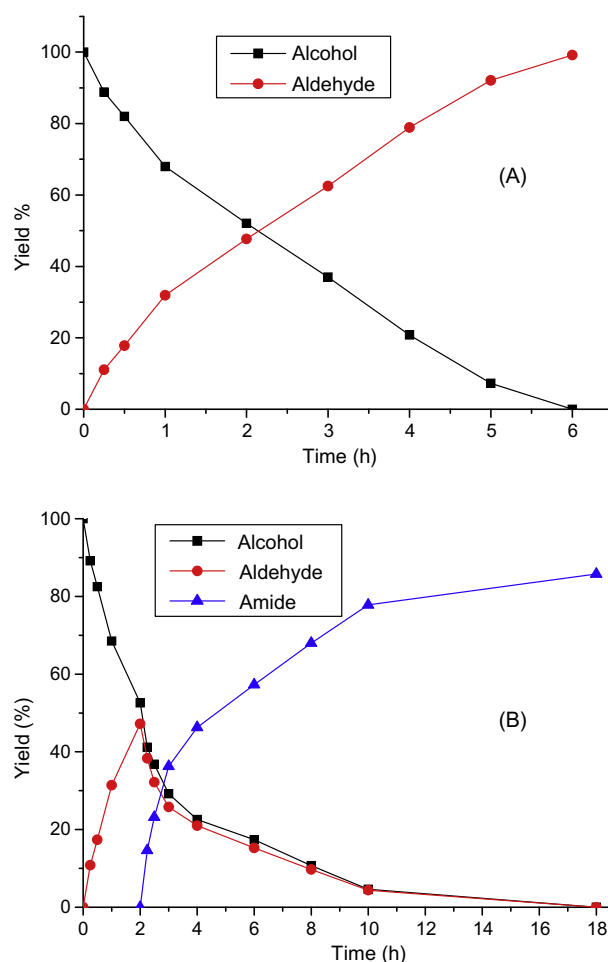 100
80
60
40
20
0
Yield %
Alcohol
Aldehyde
(A)
0 1 2 3 4 5 6
Time (h)
100
80
60
40
20
0
Yield (%)
Alcohol
Aldehyde
Amide
(B)
0 2 4 6 8 10 12 14 16 18
Time (h)